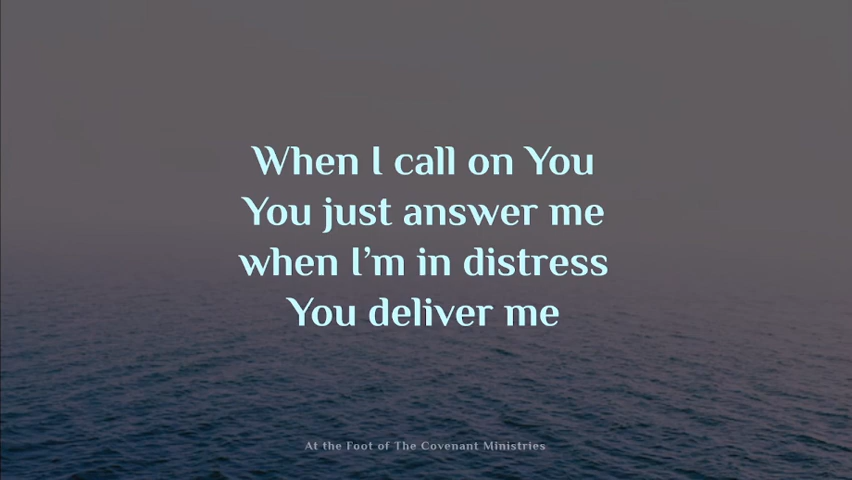 When I call on You
You just answer me
when I'm in distress
You deliver me
At the Foot of The Covenant Ministries